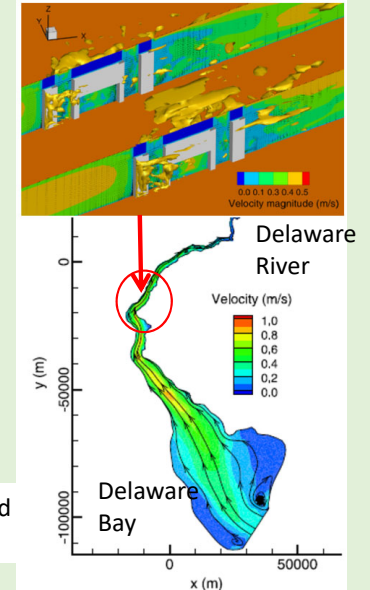 Z
Y
X
0.0 0.1 0.3 0.4 0.5
Velocity magnitude (m/s)
Delaware
River
Velocity (m/s)
1,0
0,8
0,6
0,4
0,2
0.0
y (m)
0
-50000
-100000
Delaware
Bay
d
0
50000
x (m)